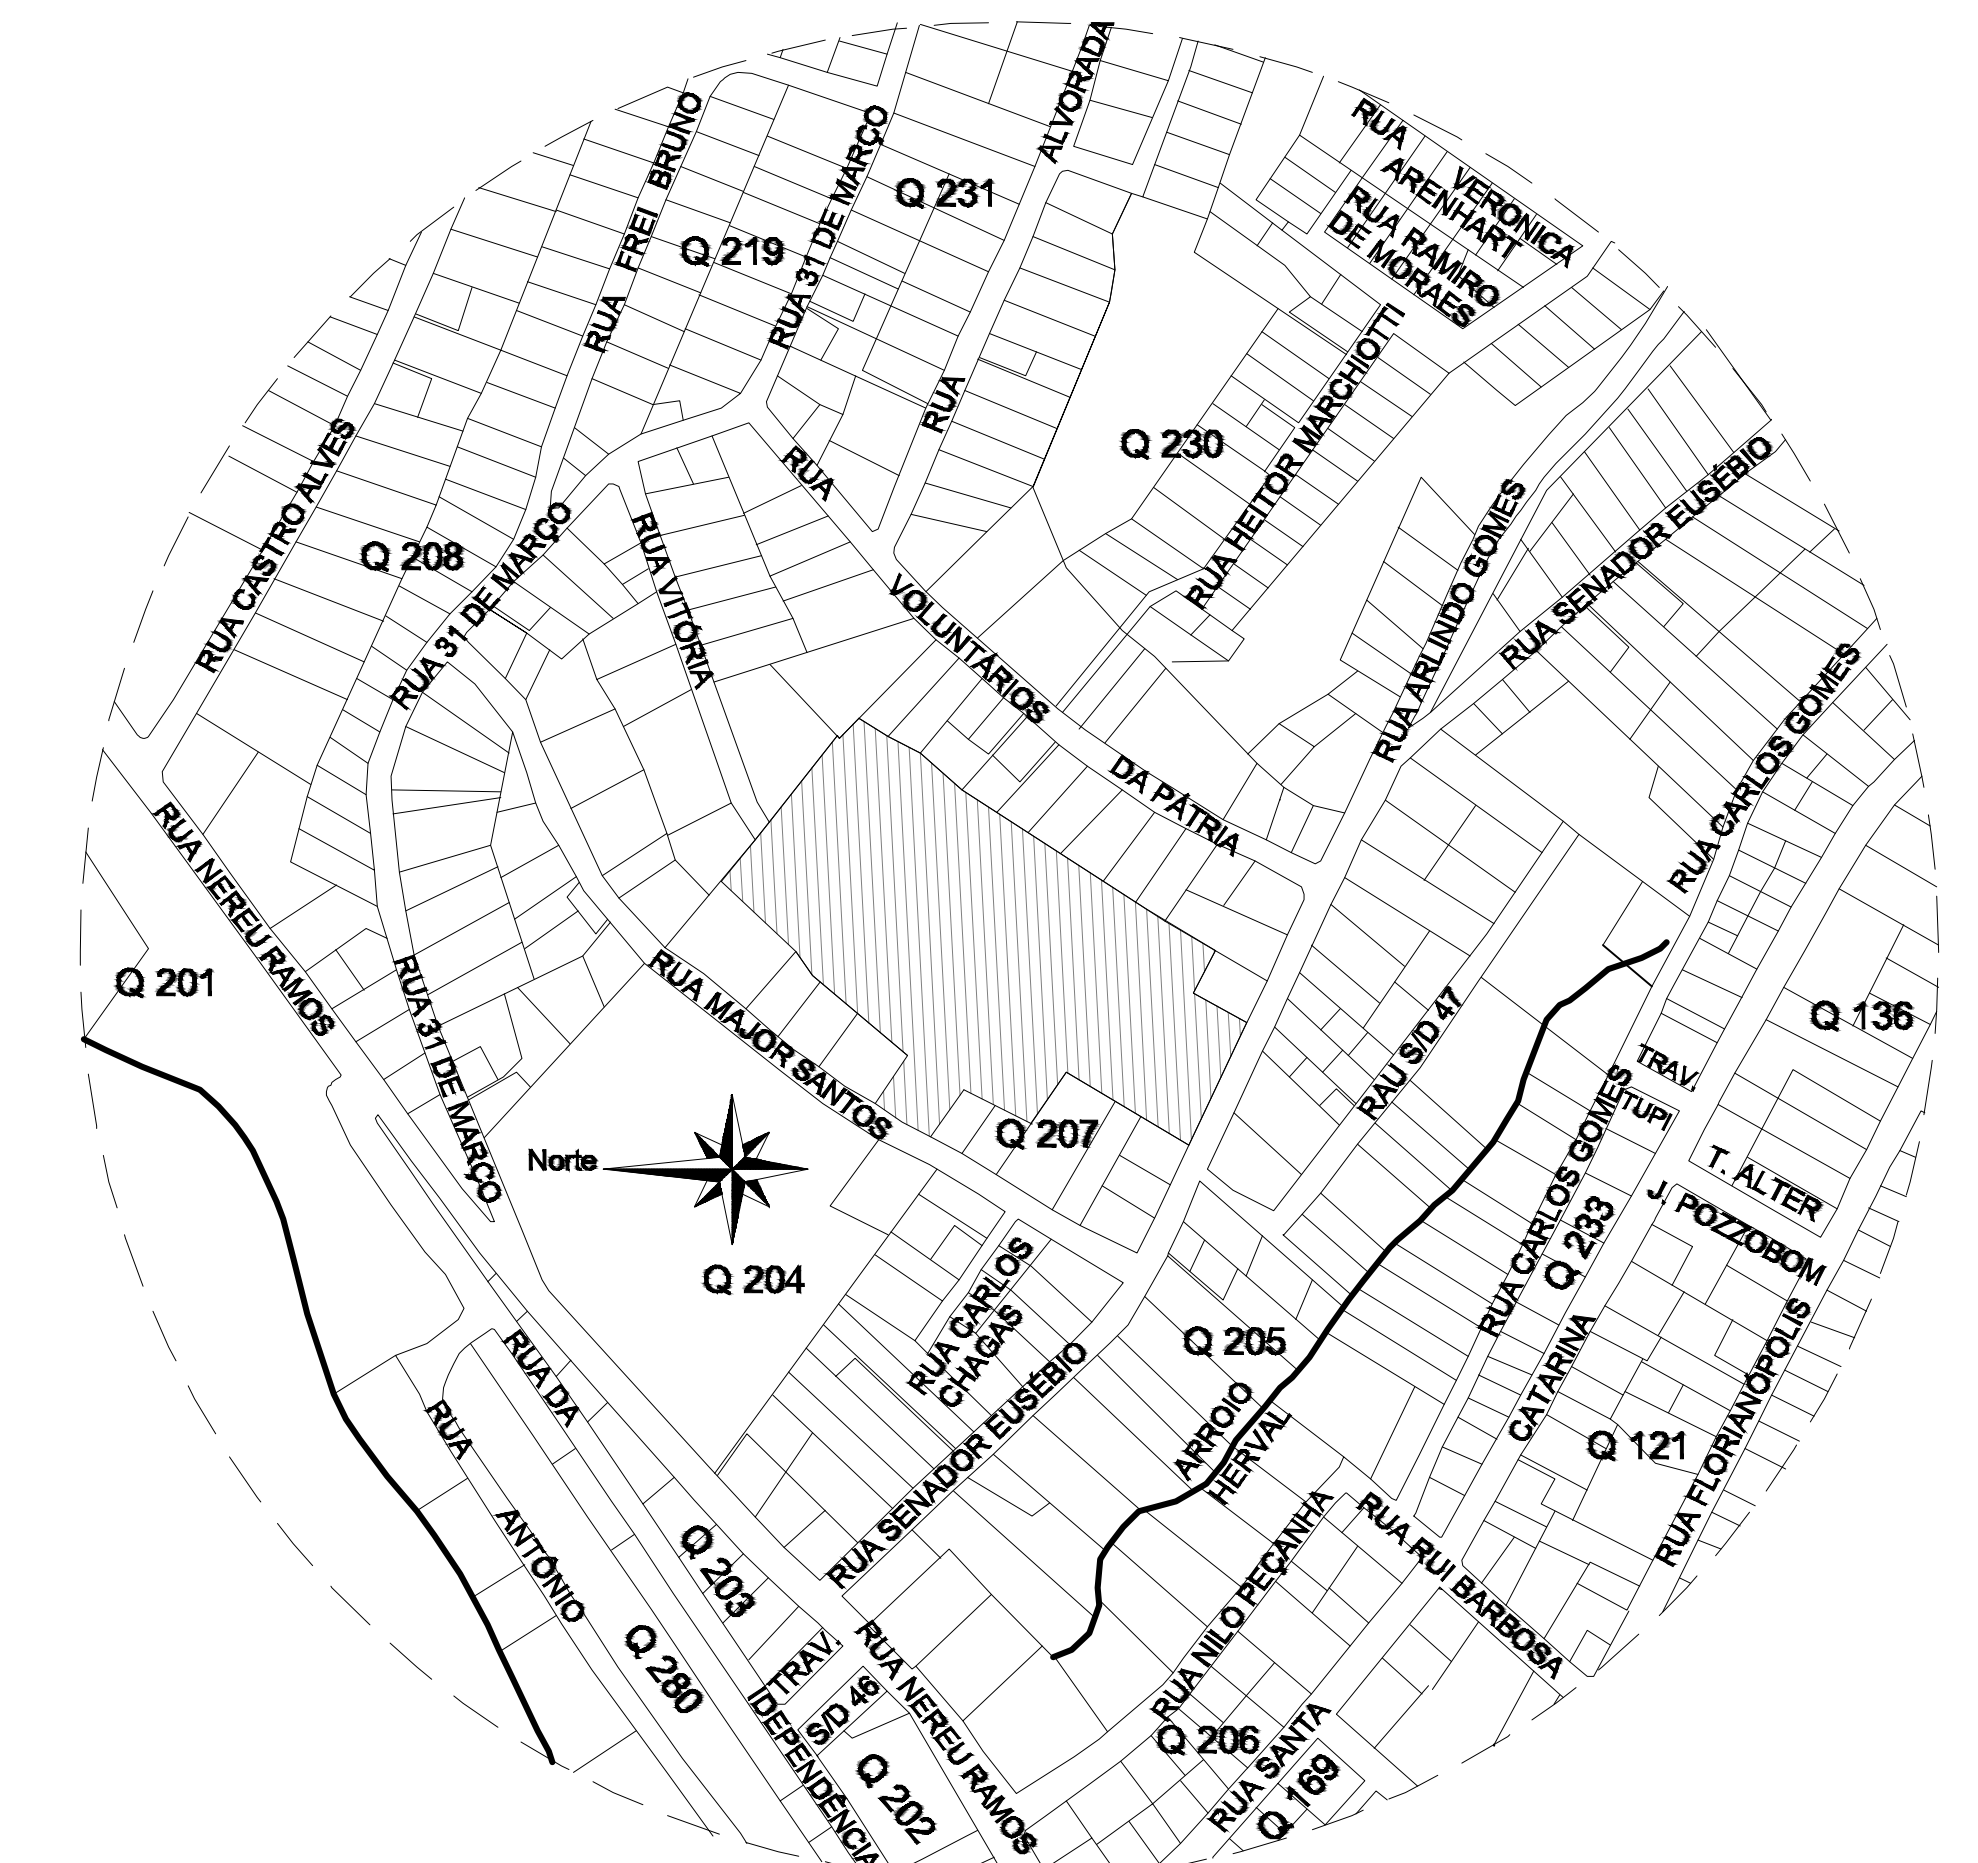 ALVORADA
RUA
VERONICA
ARENHART
RUA FREI BRUNO
RUA 31 DE MARÇO
Q 231
RUA RAMIRO
DE MORAES
Q 219
RUA HEITOR MARCHIOTTI
RUA
Q 230
RUA CASTRO ALVES
RUA
RUA SENADOR EUSÉBIO
RUA ARLINDO GOMES
Q 208
RUA 31 DE MARÇO
RUA VITÓRIA
VOLUNTÁRIOS
DA PÁTRIA
RUA CARLOS GOMES
RUA NEREU RAMOS
Q 201
RUA 31 DE MARÇO
RUA MAJOR SANTOS
RAU S/D 47
Q 136
TRAV.
TUPI
Q 207
Norte
T. ALTER
J. POZZOBOM
RUA CARLOS GOMES
Q 233
Q 204
RUA CARLOS
CHAGAS
Q 205
RUA DA
RUA SENADOR EUSÉBIO
ARROIO
HERVAL
CATARINA
Q 121
RUA FLORIANÓPOLIS
RUA
ANTÔNIO
Q 203
Q 280
RUA NILO PEÇANHA
RUA RUI BARBOSA
TRAV.
S/D 46
IDEPENDÊNCIA
RUA NEREU RAMOS
Q 202
Q 206
RUA SANTA
Q 169